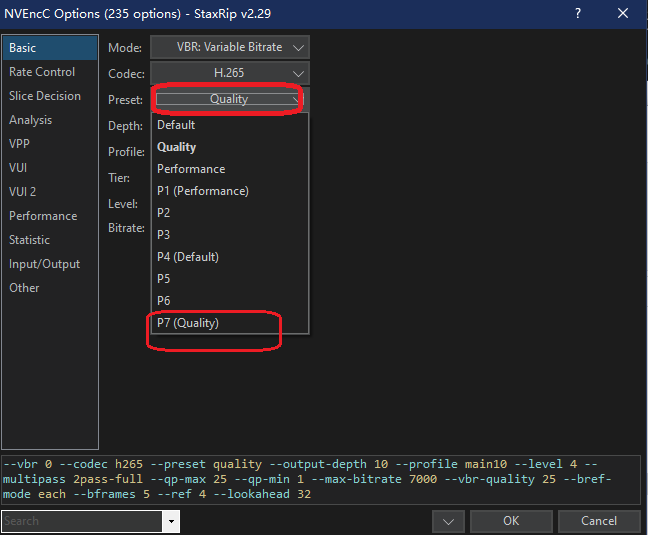 NVEncC Options (235 options) - StaxRip v2.29
Basic
Rate Control
Slice Decision
Analysis
VPP
VUI
VUI 2
Performance
Statistic
Input/Output
Other
Mode: VBR: Variable Bitrate
Codec: H.265
Preset: Quality
Depth:
Profile:
Tier:
Level:
Bitrate:
Default
Quality
Performance
P1 (Performance)
P2
P3
P4 (Default)
P5
P6
P7 (Quality)
--vbr 0 --codec h265 --preset quality --output-depth 10 --profile main10 --level 4 --
multipass 2pass-full --qp-max 25 --qp-min 1 --max-bitrate 7000 --vbr-quality 25 --bref-
mode each --bframes 5 --ref 4 --lookahead 32
Search
OK
Cancel